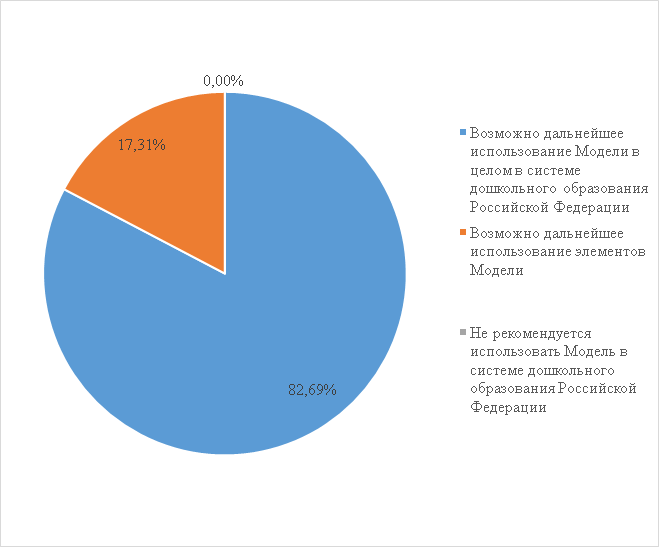 0,00%
17,31%
82,69%
Возможно дальнейшее
использование Модели в
целом в системе
дошкольного образования
Российской Федерации
Возможно дальнейшее
использование элементов
Модели
Не рекомендуется
использовать Модель в
системе дошкольного
образования Российской
Федерации